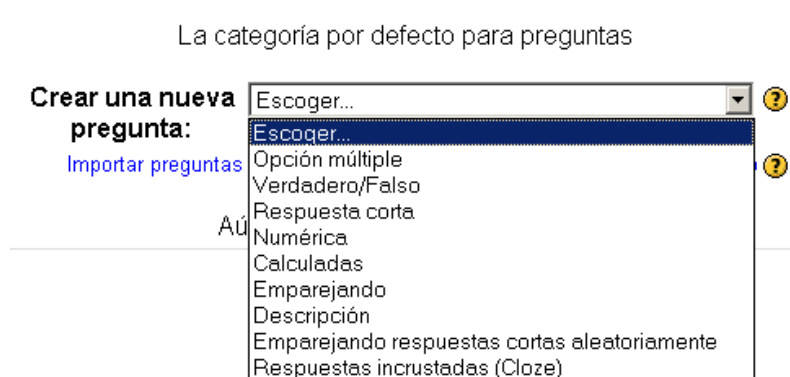 La categoría por defecto para preguntas
Crear una nueva pregunta:
Escoger...
Escoger...
Importar preguntas
Opción múltiple
Verdadero/Falso
Respuesta corta
Aú
Numérica
Calculadas
Emparejando
Descripción
Emparejando respuestas cortas aleatoriamente
Respuestas incrustadas (Cloze)